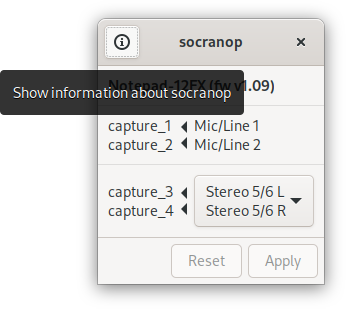 socranop
Notepad-12FX (fw v1.09)
Show information about socranop
capture_1 Mic/Line 1
capture_2 Mic/Line 2
capture_3 Stereo 5/6 L
capture_4 Stereo 5/6 R
Reset Apply